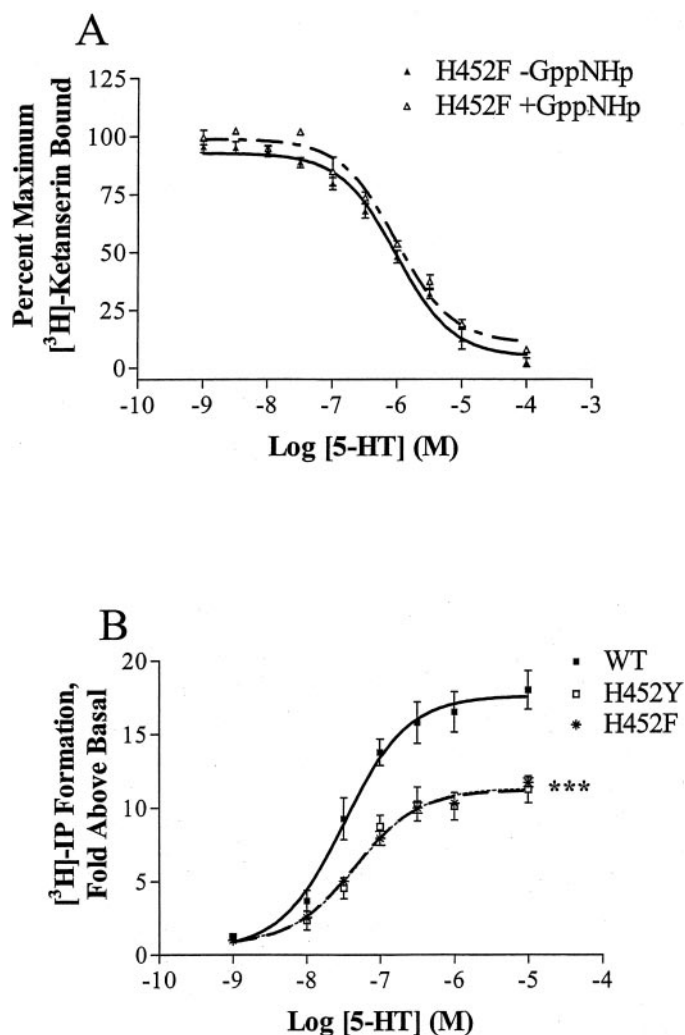 A
▲ H452F -GppNHp
△ H452F +GppNHp
Percent Maximum
[³H]-Ketanserin Bound
125
100
75
50
25
0
-10 -9 -8 -7 -6 -5 -4 -3
Log [5-HT] (M)
B
WT
H452Y
H452F
[³H]-IP Formation,
Fold Above Basal
20
15
10
5
0
***
-10 -9 -8 -7 -6 -5 -4
Log [5-HT] (M)